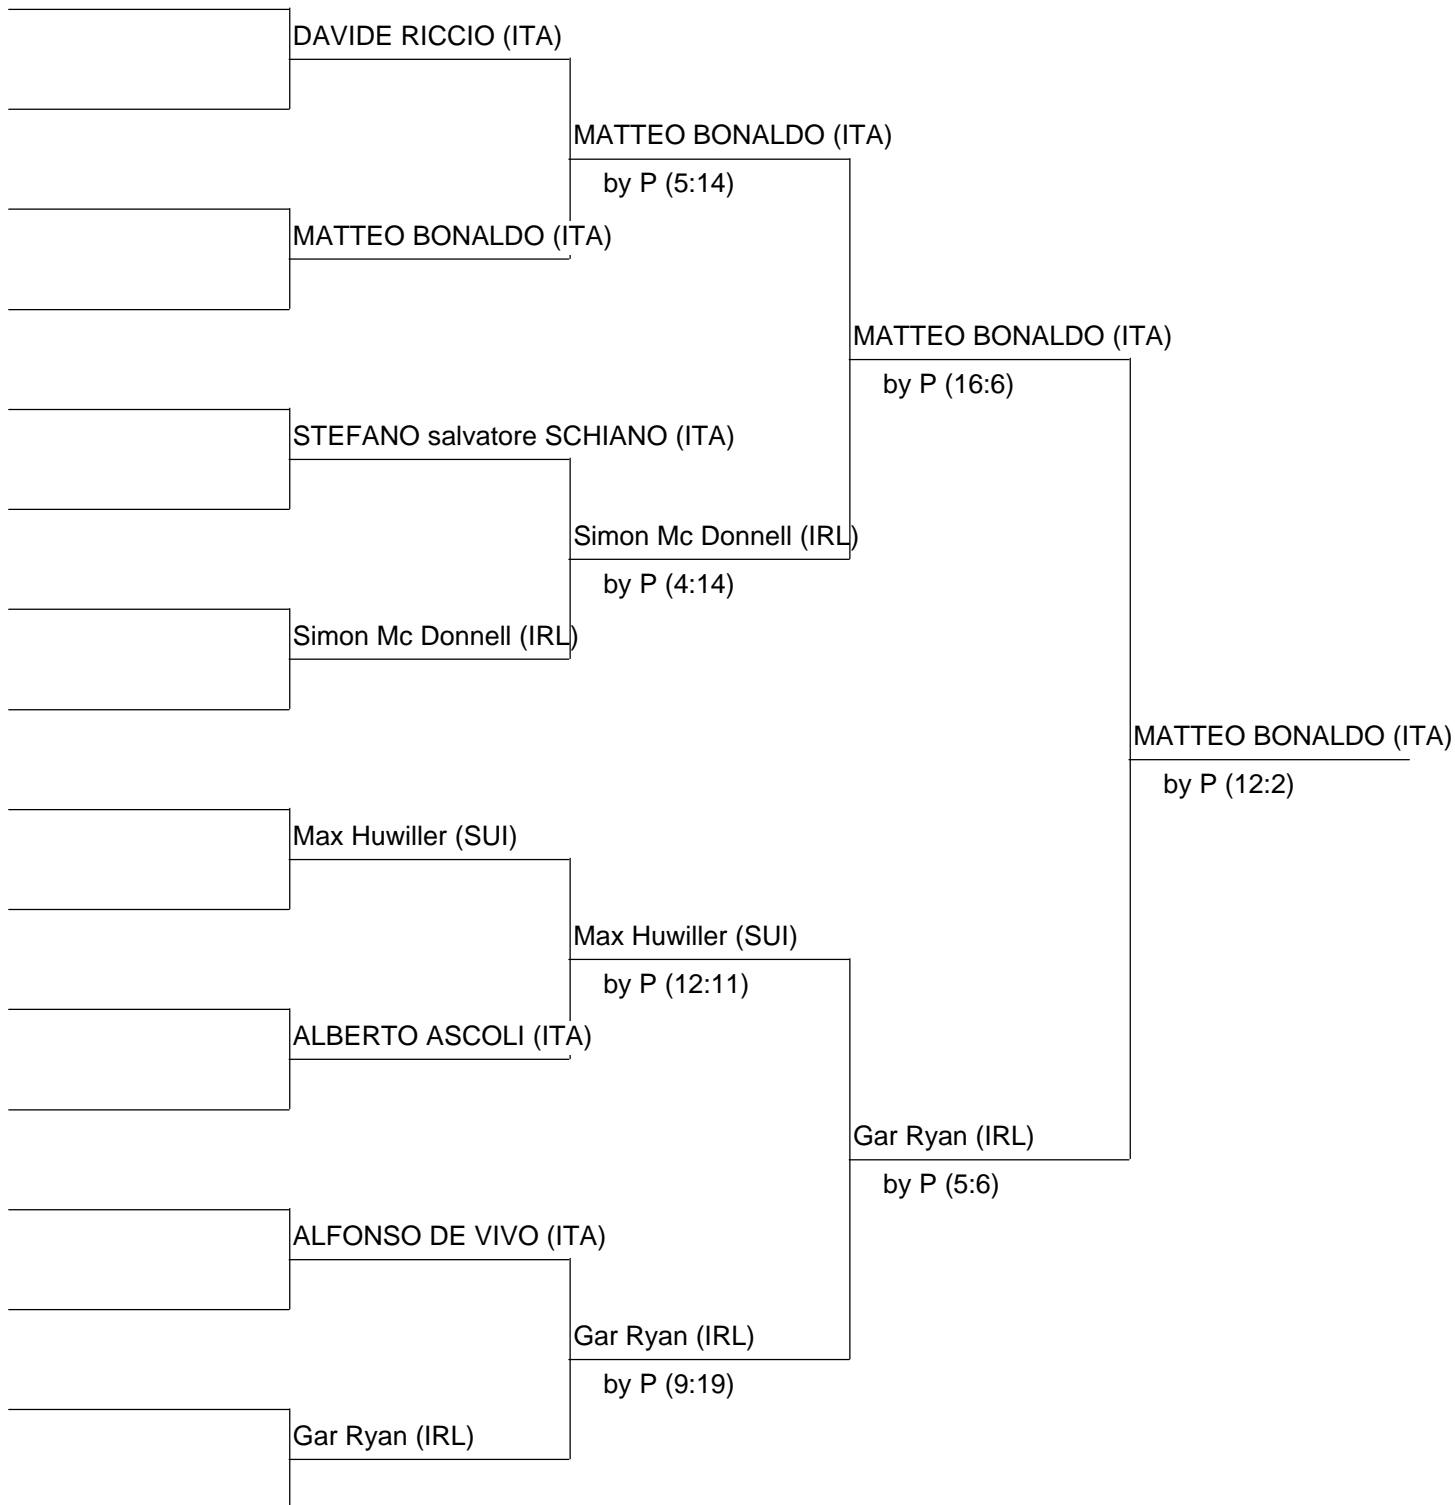 DAVIDE RICCIO (ITA)
MATTEO BONALDO (ITA)
by P (5:14)
MATTEO BONALDO (ITA)
MATTEO BONALDO (ITA)
by P (16:6)
STEFANO salvatore SCHIANO (ITA)
Simon Mc Donnell (IRL)
by P (4:14)
Simon Mc Donnell (IRL)
MATTEO BONALDO (ITA)
by P (12:2)
Max Huwiller (SUI)
Max Huwiller (SUI)
by P (12:11)
ALBERTO ASCOLI (ITA)
Gar Ryan (IRL)
by P (5:6)
ALFONSO DE VIVO (ITA)
Gar Ryan (IRL)
by P (9:19)
Gar Ryan (IRL)